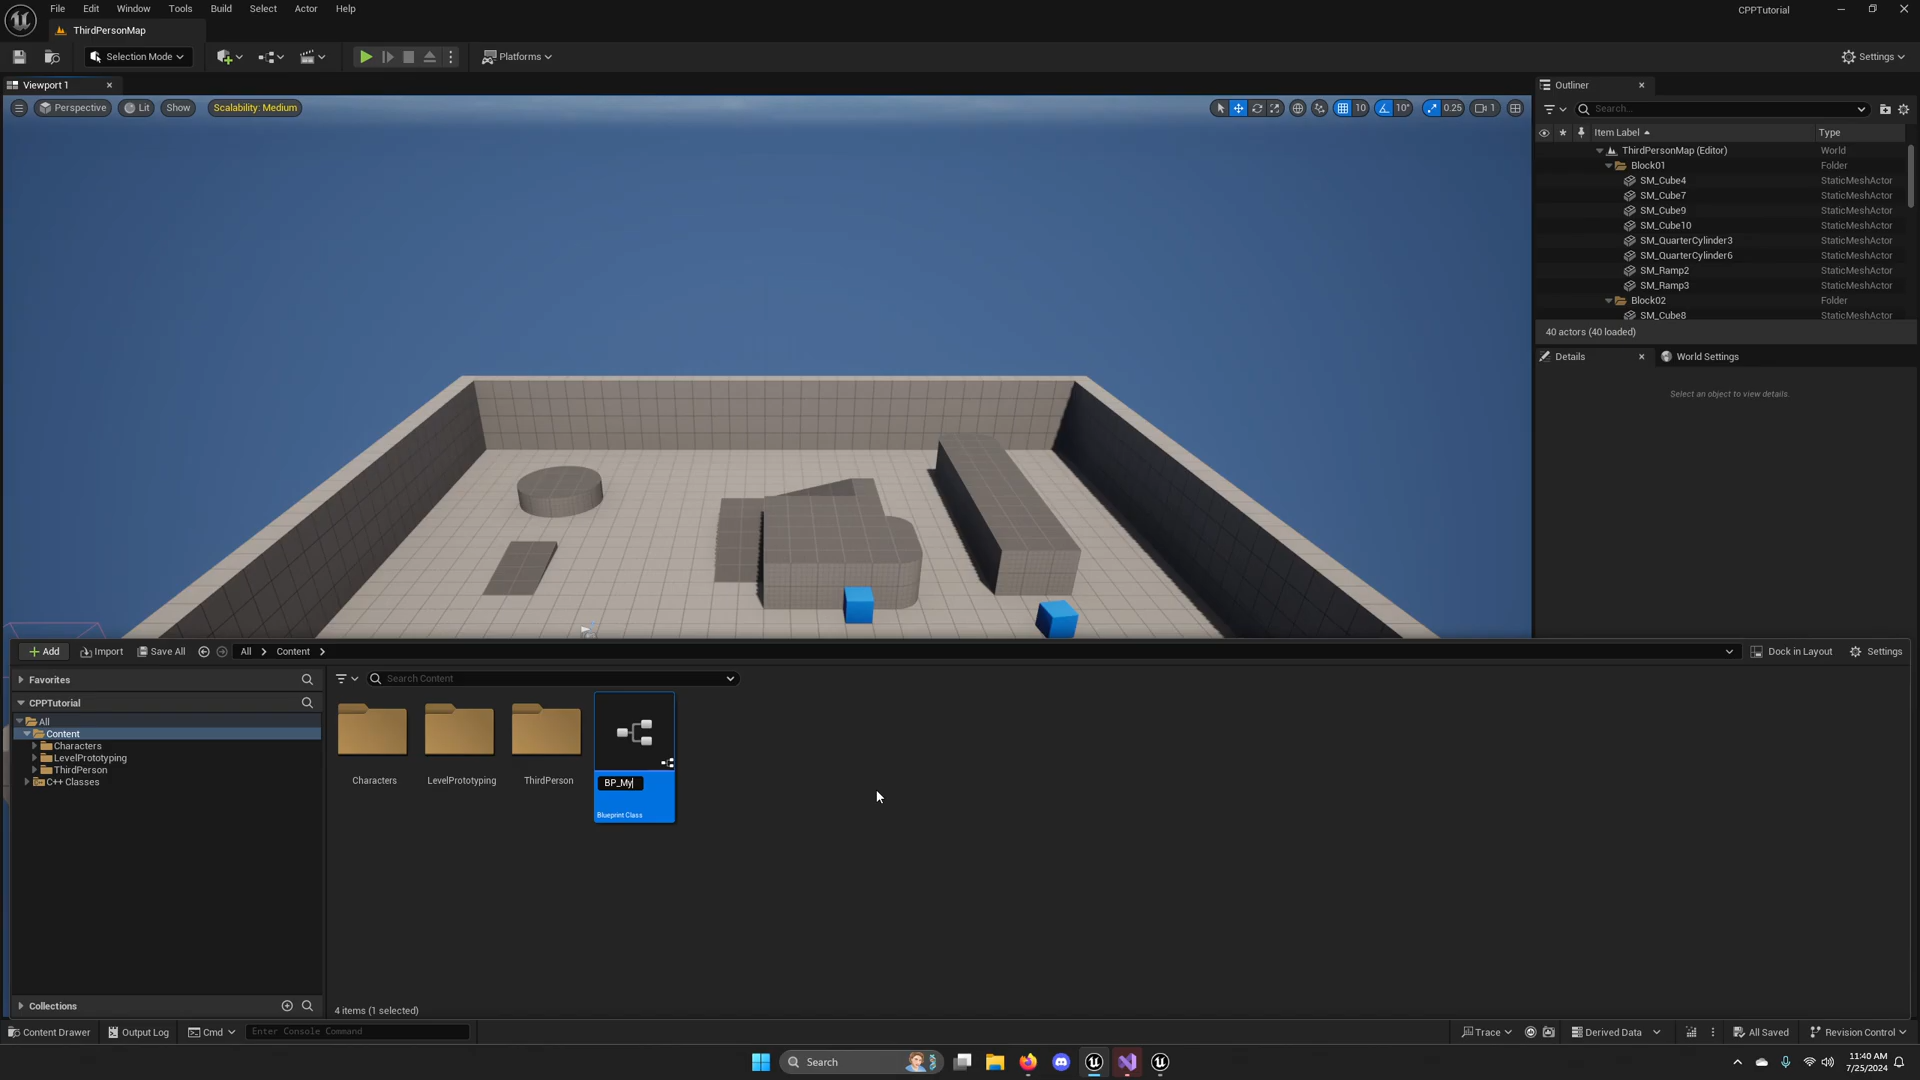 File Edit Window Tools Build Select Actor Help
CPPTutorial
ThirdPersonMap
Selection Mode
Platforms
Settings
Viewport 1
Perspective
Lit
Show
Scalability: Medium
10
10°
0.25
1
Outliner
Search...
Item Label
Type
ThirdPersonMap (Editor) World
Block01 Folder
SM_Cube4 StaticMeshActor
SM_Cube7 StaticMeshActor
SM_Cube9 StaticMeshActor
SM_Cube10 StaticMeshActor
SM_QuarterCylinder3 StaticMeshActor
SM_QuarterCylinder6 StaticMeshActor
SM_Ramp2 StaticMeshActor
SM_Ramp3 StaticMeshActor
Block02 Folder
SM_Cube8 StaticMeshActor
40 actors (40 loaded)
Details
World Settings
Select an object to view details.
Add
Import
Save All
All
Content
Dock in Layout
Settings
Favorites
CPPTutorial
All
Content
Characters
LevelPrototyping
ThirdPerson
C++ Classes
Collections
Search Content
Characters
LevelPrototyping
ThirdPerson
BP_My
Blueprint Class
4 items (1 selected)
Content Drawer
Output Log
Cmd
Enter Console Command
Trace
Derived Data
All Saved
Revision Control
Search
11:40 AM
7/25/2024